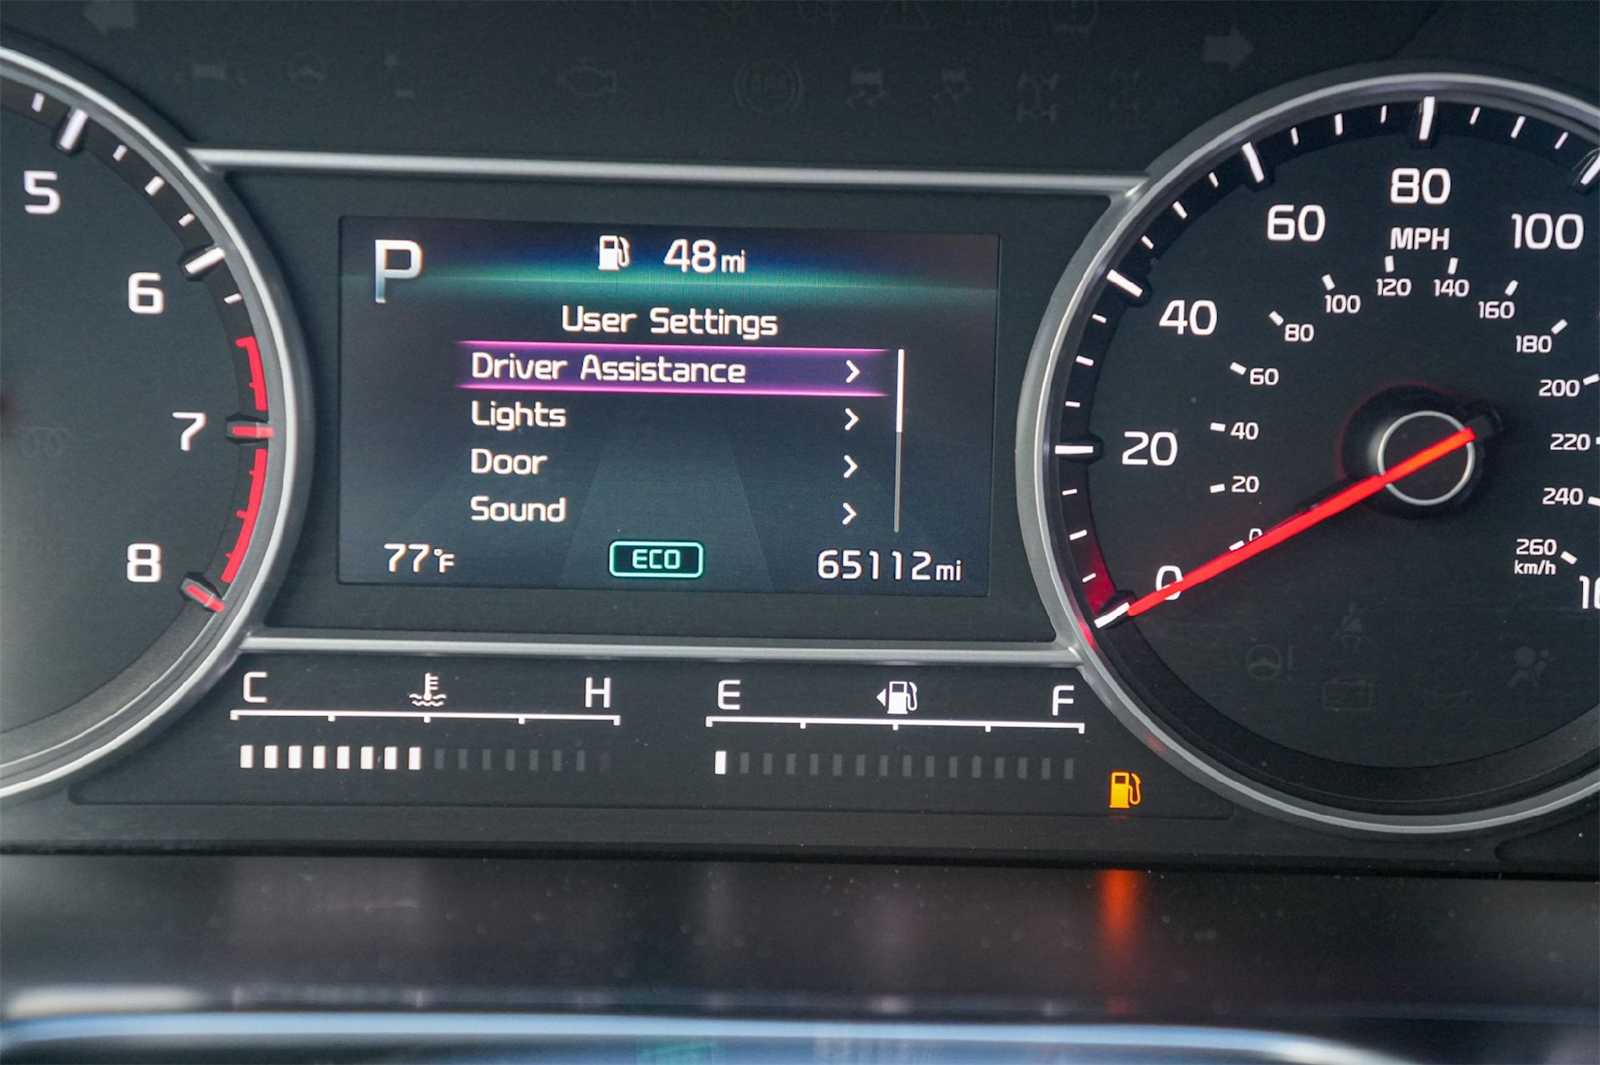 5
6
7
8
P
48mi
User Settings
Driver Assistance
Lights
Door
Sound
77°F
ECO
65112mi
C
H
E
F
0
20
40
60
80
100
MPH
0
20
40
60
80
100
120
140
160
180
200
220
240
260
km/h